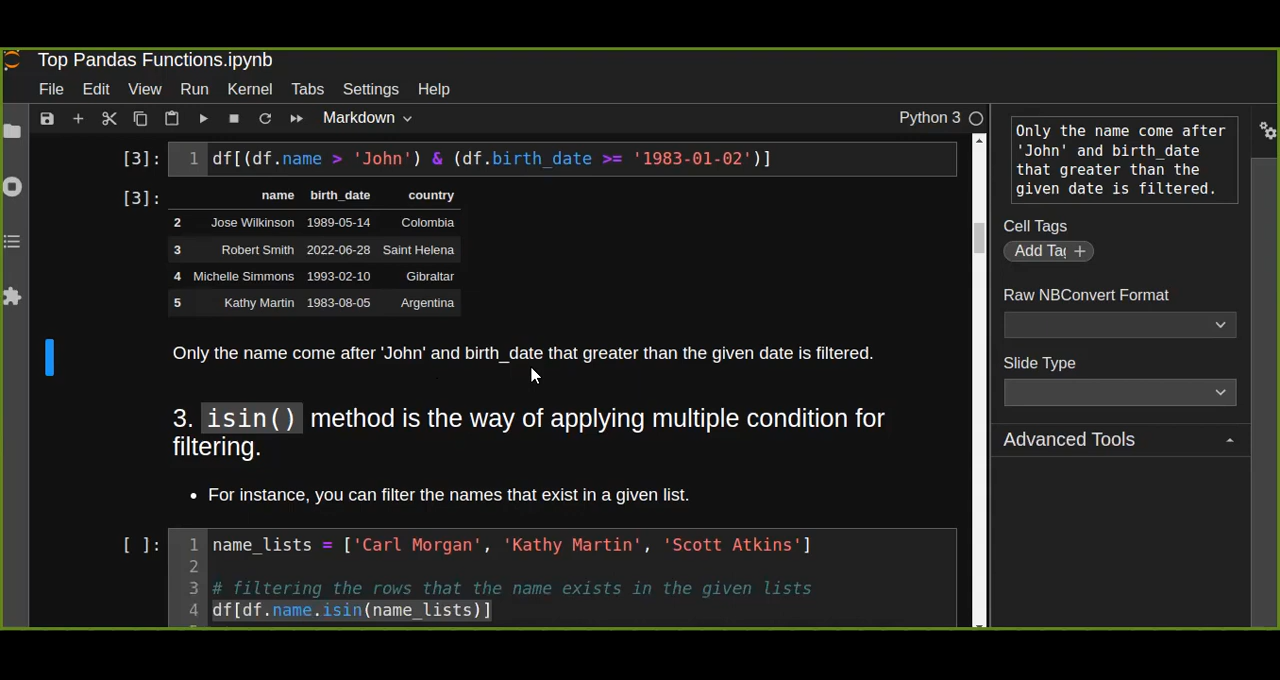 Top Pandas Functions.ipynb
File Edit View Run Kernel Tabs Settings Help
Markdown Python 3
[3]: 1 df[(df.name > 'John') & (df.birth_date >= '1983-01-02')]
[3]: name birth_date country
2 Jose Wilkinson 1989-05-14 Colombia
3 Robert Smith 2022-06-28 Saint Helena
4 Michelle Simmons 1993-02-10 Gibraltar
5 Kathy Martin 1983-08-05 Argentina
Only the name come after 'John' and birth_date that greater than the given date is filtered.
3. isin() method is the way of applying multiple condition for
filtering.
• For instance, you can filter the names that exist in a given list.
[ ]: 1 name_lists = ['Carl Morgan', 'Kathy Martin', 'Scott Atkins']
2
3 # filtering the rows that the name exists in the given lists
4 df[df.name.isin(name_lists)]
Only the name come after
'John' and birth_date
that greater than the
given date is filtered.
Cell Tags
Add Tag +
Raw NBConvert Format
Slide Type
Advanced Tools